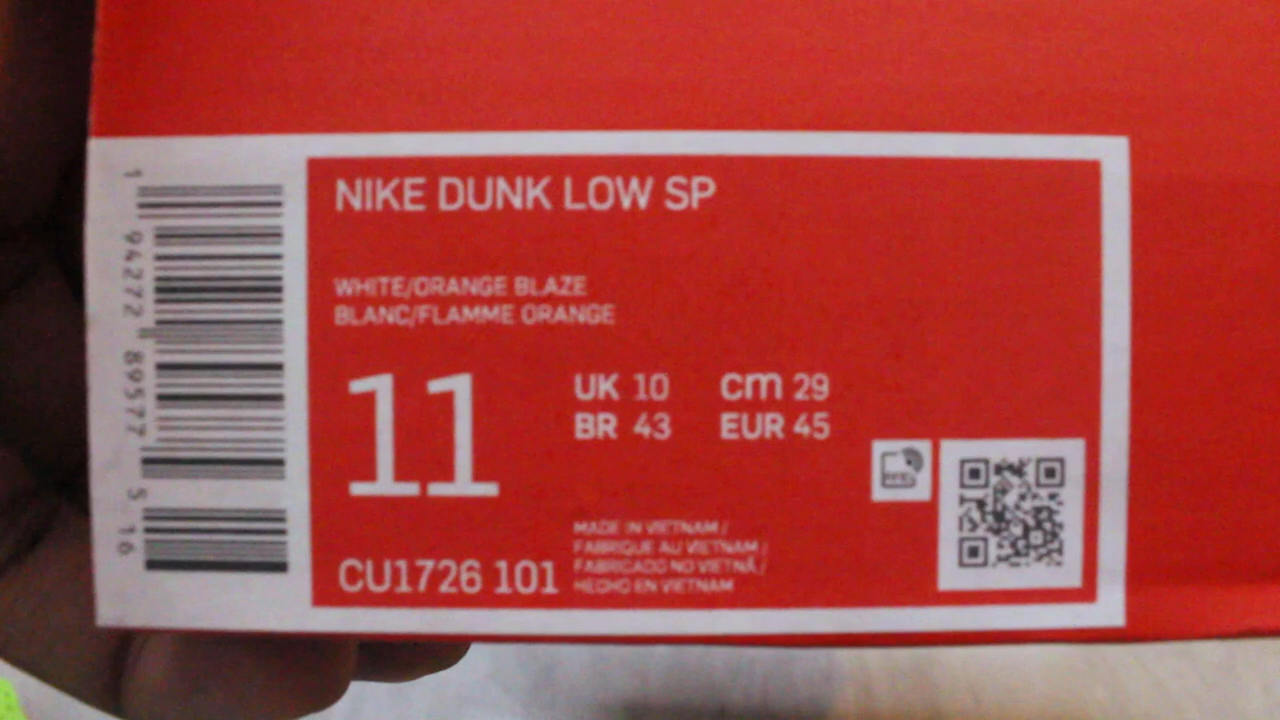 NIKE DUNK LOW SP
WHITE/ORANGE BLAZE
BLANC/FLAMME ORANGE
11
UK 10 cm 29
BR 43 EUR 45
CU1726 101
MADE IN VIETNAM /
FABRIQUE AU VIETNAM /
FABRICADO NO VIETNÃ /
HECHO EN VIETNAM
1 94272 89577 5 16